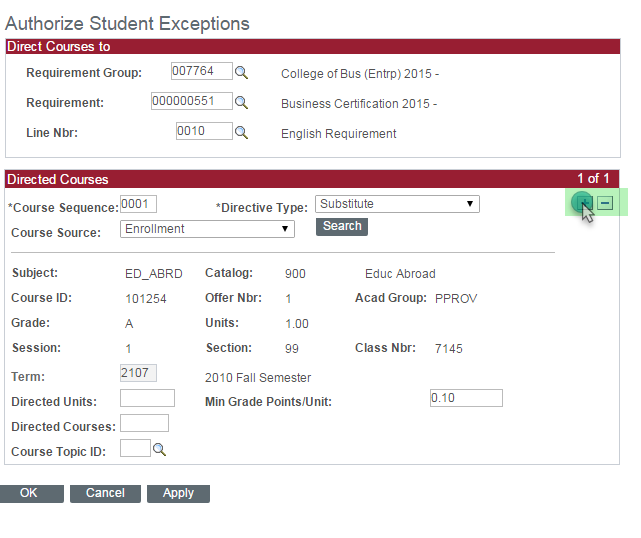 Authorize Student Exceptions
Direct Courses to
Requirement Group: 007764 College of Bus (Entrp) 2015 -
Requirement: 000000551 Business Certification 2015 -
Line Nbr: 0010 English Requirement
Directed Courses 1 of 1
*Course Sequence: 0001 *Directive Type: Substitute
Course Source: Enrollment Search
Subject: ED_ABRD Catalog: 900 Educ Abroad
Course ID: 101254 Offer Nbr: 1 Acad Group: PPROV
Grade: A Units: 1.00
Session: 1 Section: 99 Class Nbr: 7145
Term: 2107 2010 Fall Semester
Directed Units: Min Grade Points/Unit: 0.10
Directed Courses:
Course Topic ID:
OK Cancel Apply